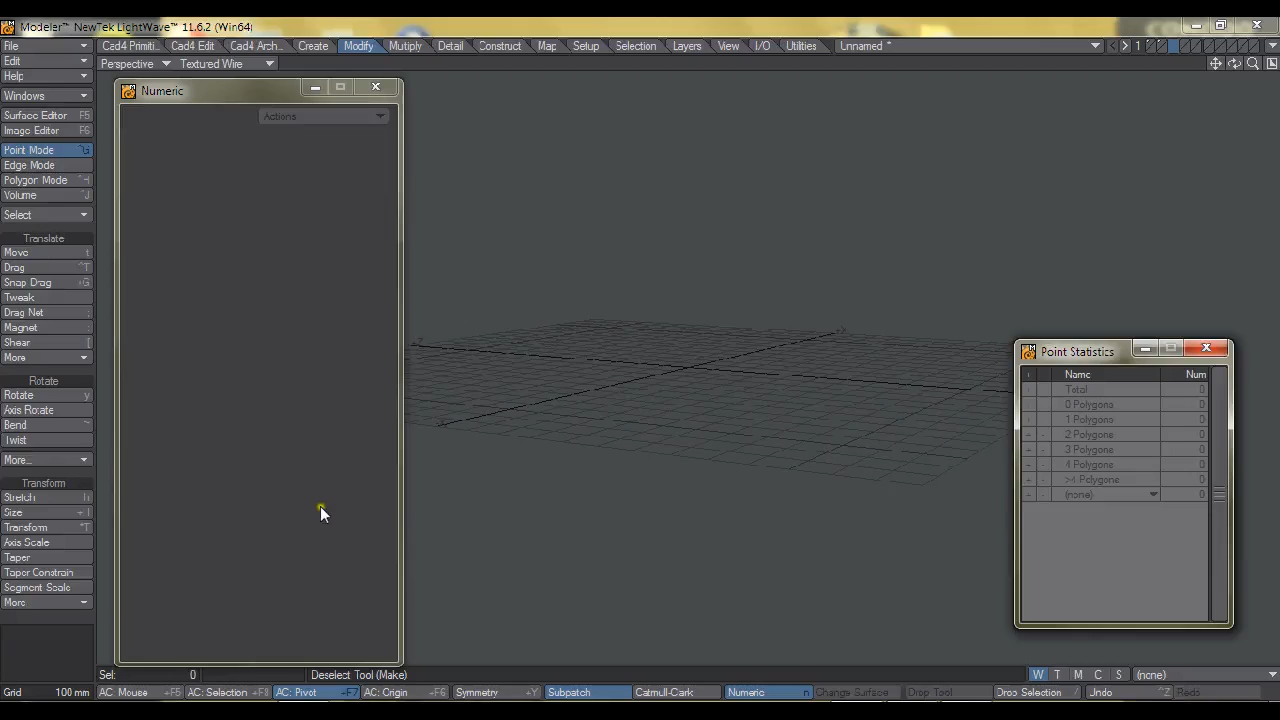 Modeler™ NewTek LightWave™ 11.6.2 (Win64)
File
Cad4 Primiti...
Cad4 Edit
Cad4 Arch...
Create
Modify
Multiply
Detail
Construct
Map
Setup
Selection
Layers
View
I/O
Utilities
Unnamed *
1
Edit
Help
Perspective
Textured Wire
Windows
Surface Editor F5
Image Editor F6
Point Mode ^G
Edge Mode
Polygon Mode ^H
Volume ^J
Select
Translate
Move t
Drag ^T
Snap Drag +G
Tweak
Drag Net ;
Magnet :
Shear [
More
Rotate
Rotate y
Axis Rotate
Bend ~
Twist
More...
Transform
Stretch h
Size +H
Transform ^T
Axis Scale
Taper
Taper Constrain
Segment Scale
More
Numeric
Actions
Point Statistics
Name Num
Total 0
0 Polygons 0
1 Polygons 0
+ - 2 Polygons 0
+ - 3 Polygons 0
+ - 4 Polygons 0
+ - >4 Polygons 0
+ - (none) 0
Sel: 0
Deselect Tool (Make)
W T M C S (none)
Grid 100 mm
AC: Mouse +F5
AC: Selection +F8
AC: Pivot +F7
AC: Origin +F6
Symmetry +Y
Subpatch
Catmull-Clark
Numeric n
Change Surface
Drop Tool
Drop Selection /
Undo ^Z
Redo